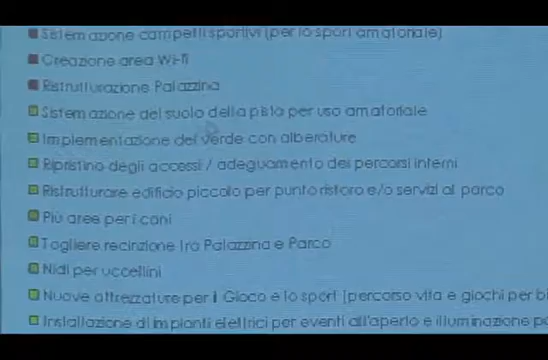 Sistemazione campetti sportivi (per lo sport amatoriale)
Creazione area Wi-fi
Ristrutturazione Palazzina
Sistemazione del suolo della pista per uso amatoriale
Implementazione del verde con alberature
Ripristino degli accessi / adeguamento dei percorsi interni
Ristrutturare edificio piccolo per punto ristoro e/o servizi al parco
Più aree per i cani
Togliere recinzione tra Palazzina e Parco
Nidi per uccellini
Nuove attrezzature per il Gioco e lo sport (percorso vita e giochi per bi
Installazione di impianti elettrici per eventi all'aperto e illuminazione